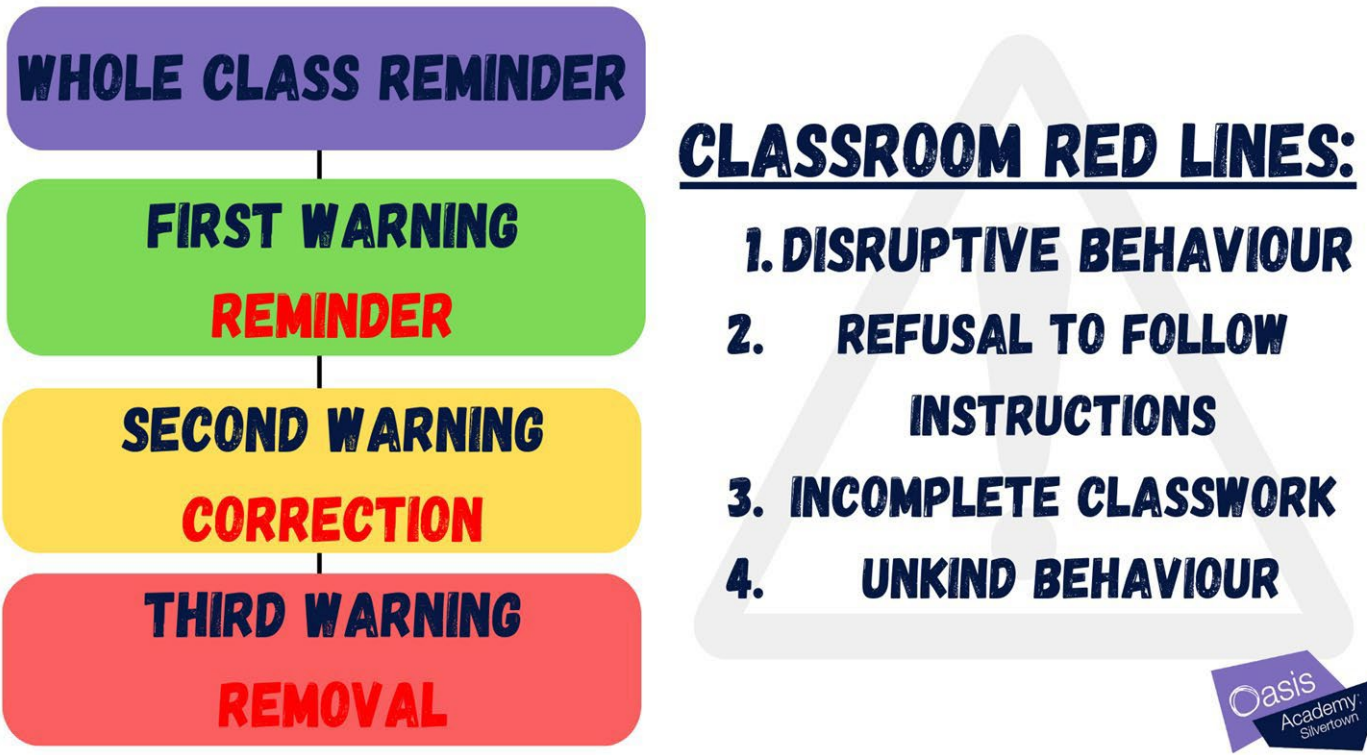 WHOLE CLASS REMINDER
FIRST WARNING
REMINDER
SECOND WARNING
CORRECTION
THIRD WARNING
REMOVAL
CLASSROOM RED LINES:
1. DISRUPTIVE BEHAVIOUR
2. REFUSAL TO FOLLOW
INSTRUCTIONS
3. INCOMPLETE CLASSWORK
4. UNKIND BEHAVIOUR
Oasis
Academy:
Silvertown